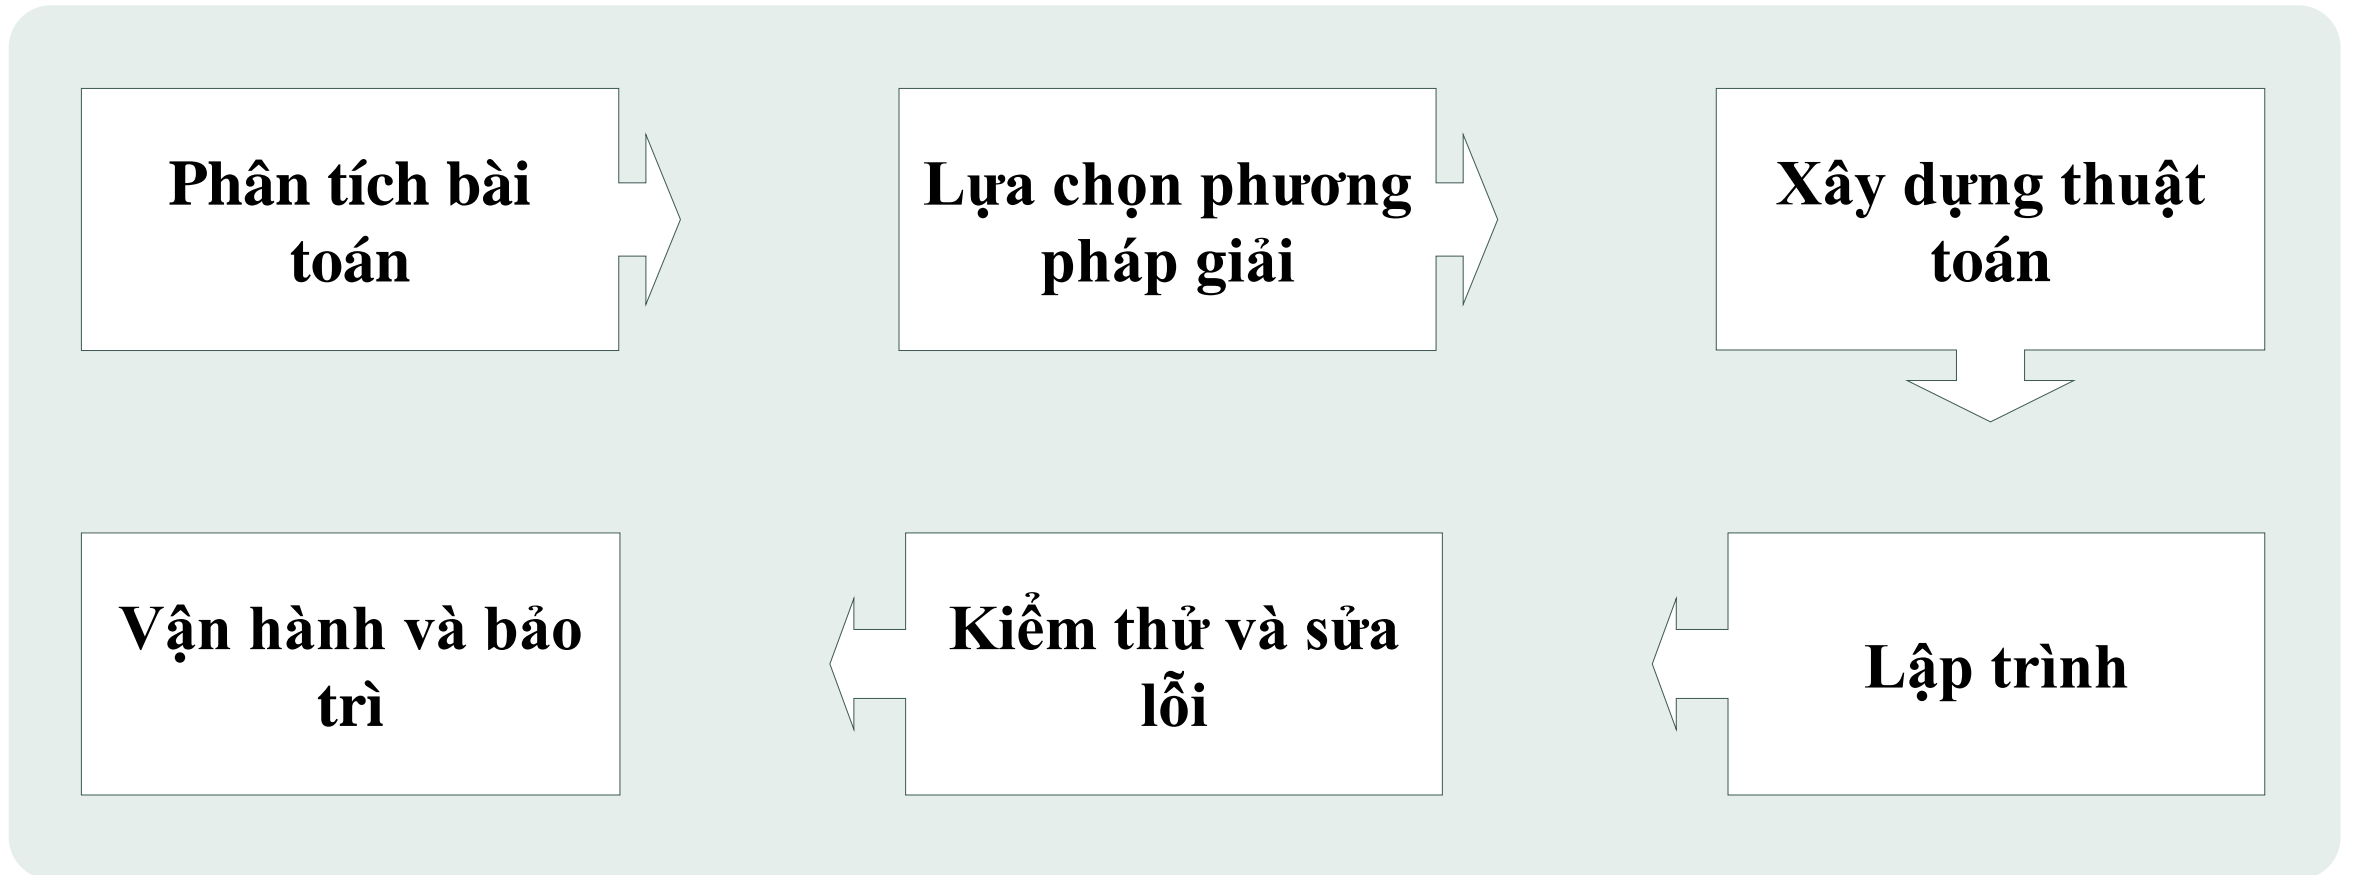 Phân tích bài
toán
Lựa chọn phương
pháp giải
Xây dựng thuật
toán
Lập trình
Kiểm thử và sửa
lỗi
Vận hành và bảo
trì